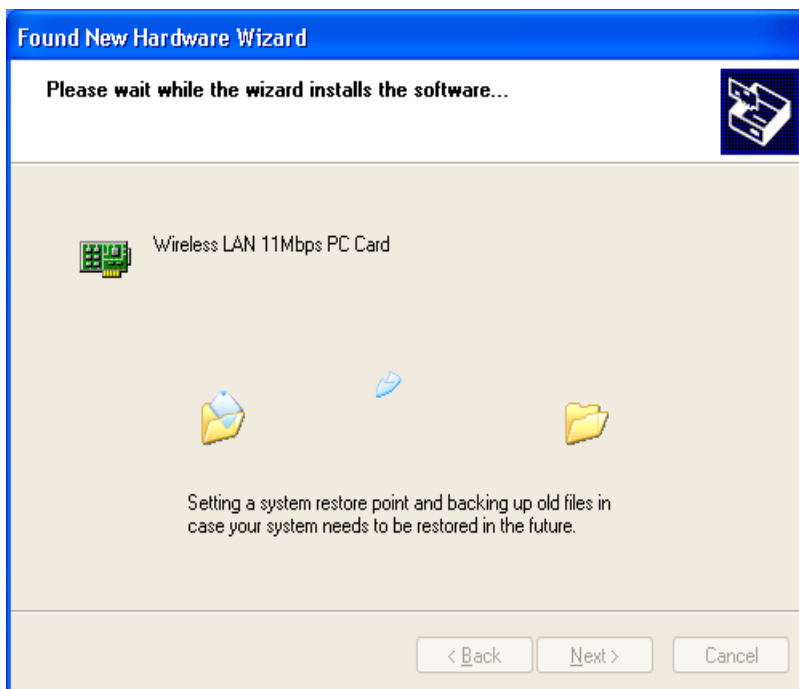 Found New Hardware Wizard
Please wait while the wizard installs the software...
Wireless LAN 11Mbps PC Card
Setting a system restore point and backing up old files in
case your system needs to be restored in the future.
< Back
Next >
Cancel